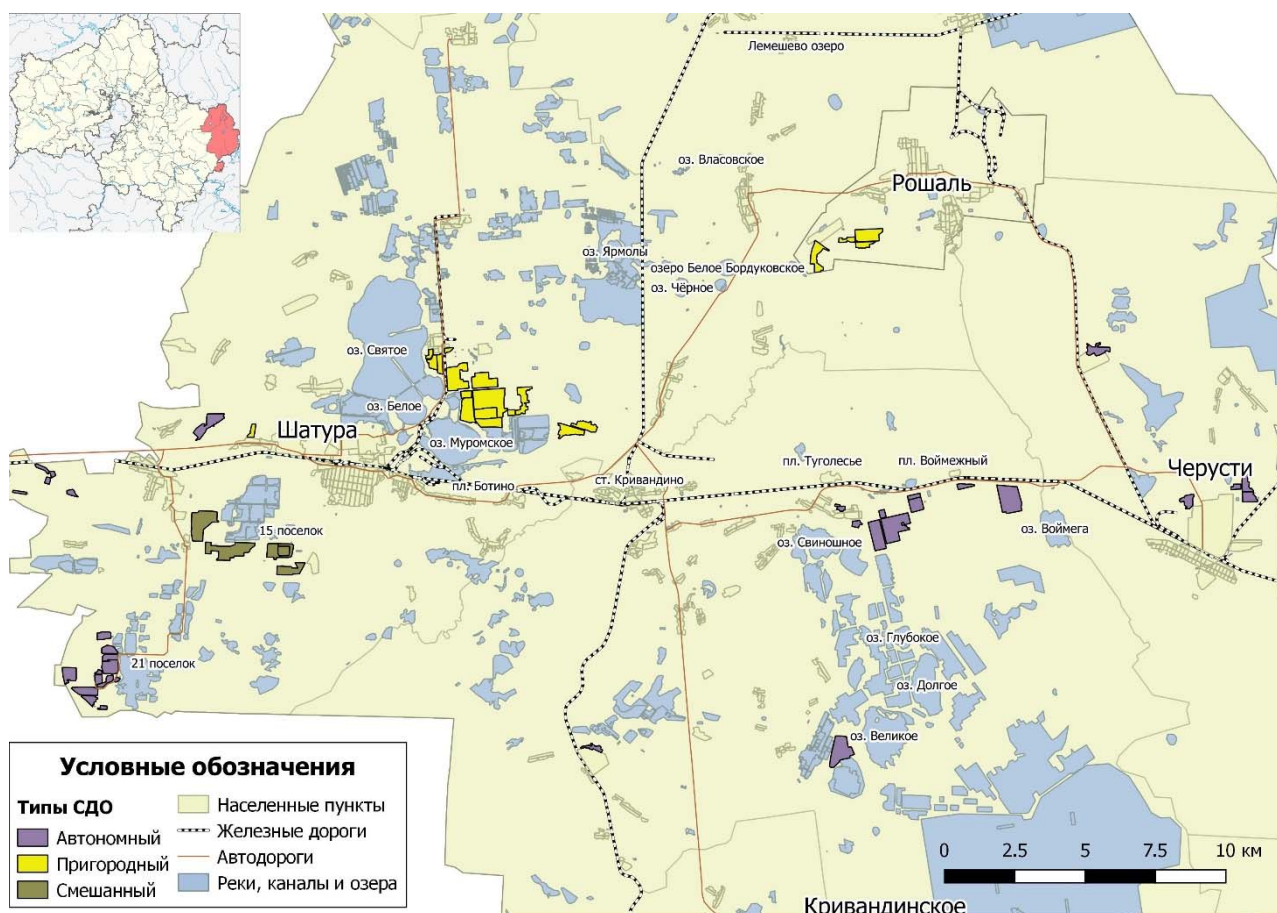 Лемешево озеро
оз. Власовское
Рошаль
оз. Ярмолы
озеро Белое Бордуковское
оз. Чёрное
оз. Святое
оз. Белое
Шатура
оз. Муромское
пл. Ботино
ст. Кривандино
пл. Туголесье
пл. Воймежный
Черусти
15 поселок
оз. Свиношное
оз. Воймега
21 поселок
оз. Глубокое
оз. Долгое
оз. Великое
Условные обозначения
Типы СДО
Автономный
Пригородный
Смешанный
Населенные пункты
Железные дороги
Автодороги
Реки, каналы и озера
0 2.5 5 7.5 10 км
Кривандинское